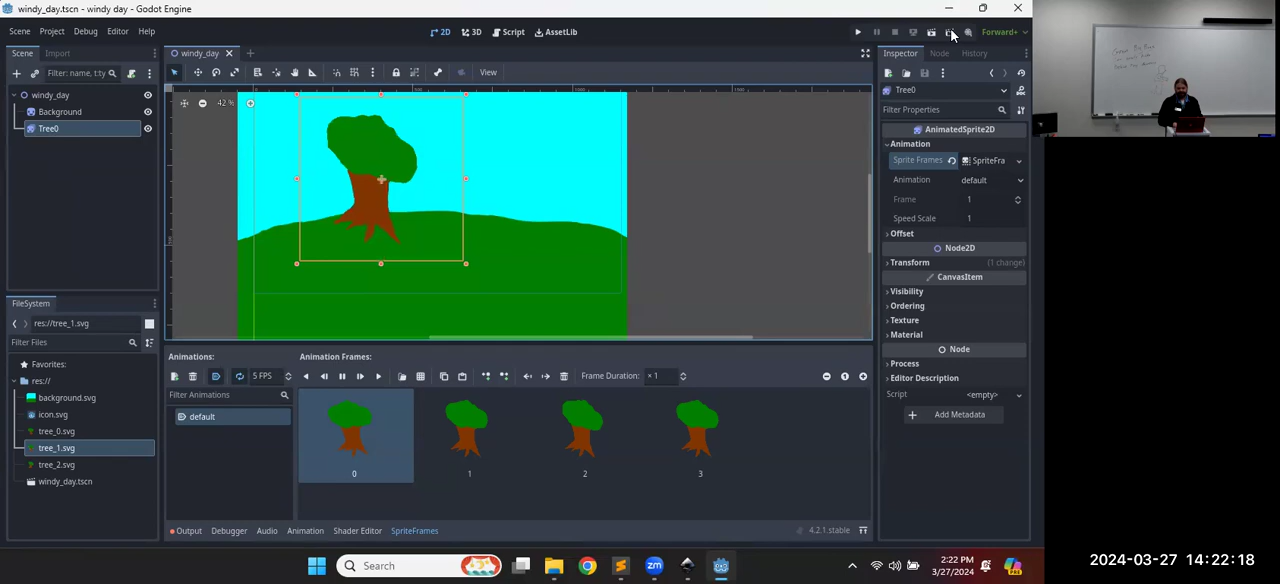 windy_day.tscn - windy day - Godot Engine
Scene Project Debug Editor Help
2D 3D Script AssetLib
Forward+
Scene Import
windy_day
Inspector Node History
Filter: name, t:ty
View
windy_day
Background
Tree0
42 %
500
1000
Tree0
Filter Properties
AnimatedSprite2D
Animation
Sprite Frames SpriteFra
Animation default
Frame 1
Speed Scale 1
Offset
Node2D
Transform (1 change)
CanvasItem
Visibility
Ordering
Texture
Material
Node
Process
Editor Description
Script <empty>
Add Metadata
FileSystem
res://tree_1.svg
Filter Files
Favorites:
res://
background.svg
icon.svg
tree_0.svg
tree_1.svg
tree_2.svg
windy_day.tscn
Animations:
5 FPS
Filter Animations
default
Animation Frames:
Frame Duration: × 1
0 1 2 3
Output Debugger Audio Animation Shader Editor SpriteFrames
4.2.1.stable
Search
2:22 PM
3/27/2024
2024-03-27 14:22:18